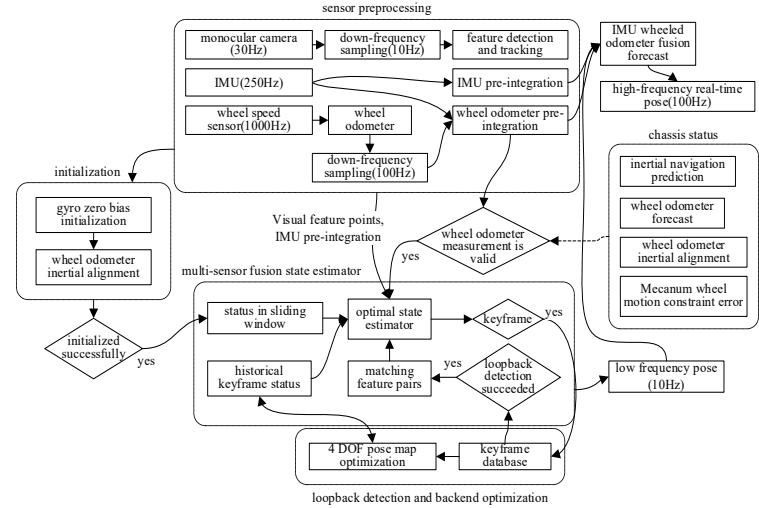 sensor preprocessing
monocular camera
(30Hz)
down-frequency
sampling(10Hz)
feature detection
and tracking
IMU(250Hz)
IMU pre-integration
wheel speed
sensor(1000Hz)
wheel
odometer
wheel odometer pre-
integration
down-frequency
sampling(100Hz)
IMU wheeled
odometer fusion
forecast
high-frequency real-time
pose(100Hz)
chassis status
inertial navigation
prediction
wheel odometer
forecast
wheel odometer
inertial alignment
Mecanum wheel
motion constraint error
initialization
gyro zero bias
initialization
wheel odometer
inertial alignment
initialized
successfully
yes
Visual feature points,
IMU pre-integration
yes
wheel odometer
measurement is
valid
multi-sensor fusion state estimator
status in sliding
window
optimal state
estimator
keyframe
yes
historical
keyframe status
matching
feature pairs
yes
loopback
detection
succeeded
low frequency pose
(10Hz)
4 DOF pose map
optimization
keyframe
database
loopback detection and backend optimization